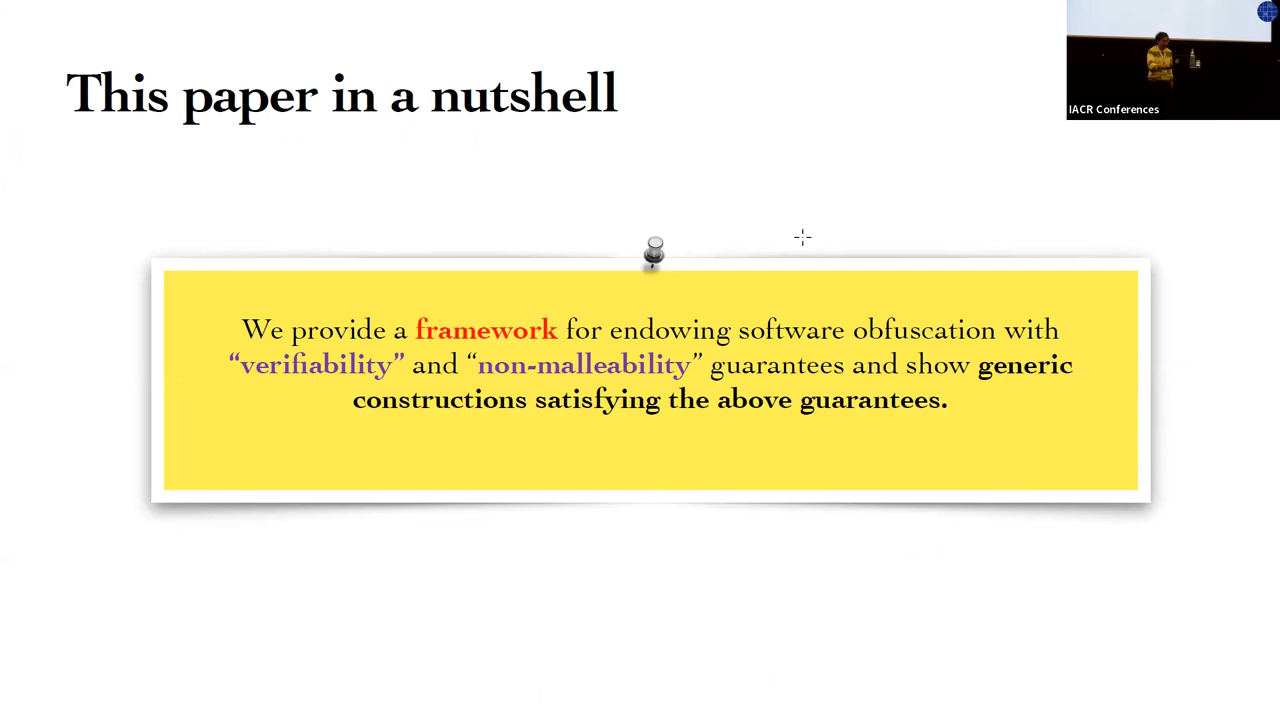 This paper in a nutshell
IACR Conferences
We provide a framework for endowing software obfuscation with
“verifiability” and “non-malleability” guarantees and show generic
constructions satisfying the above guarantees.